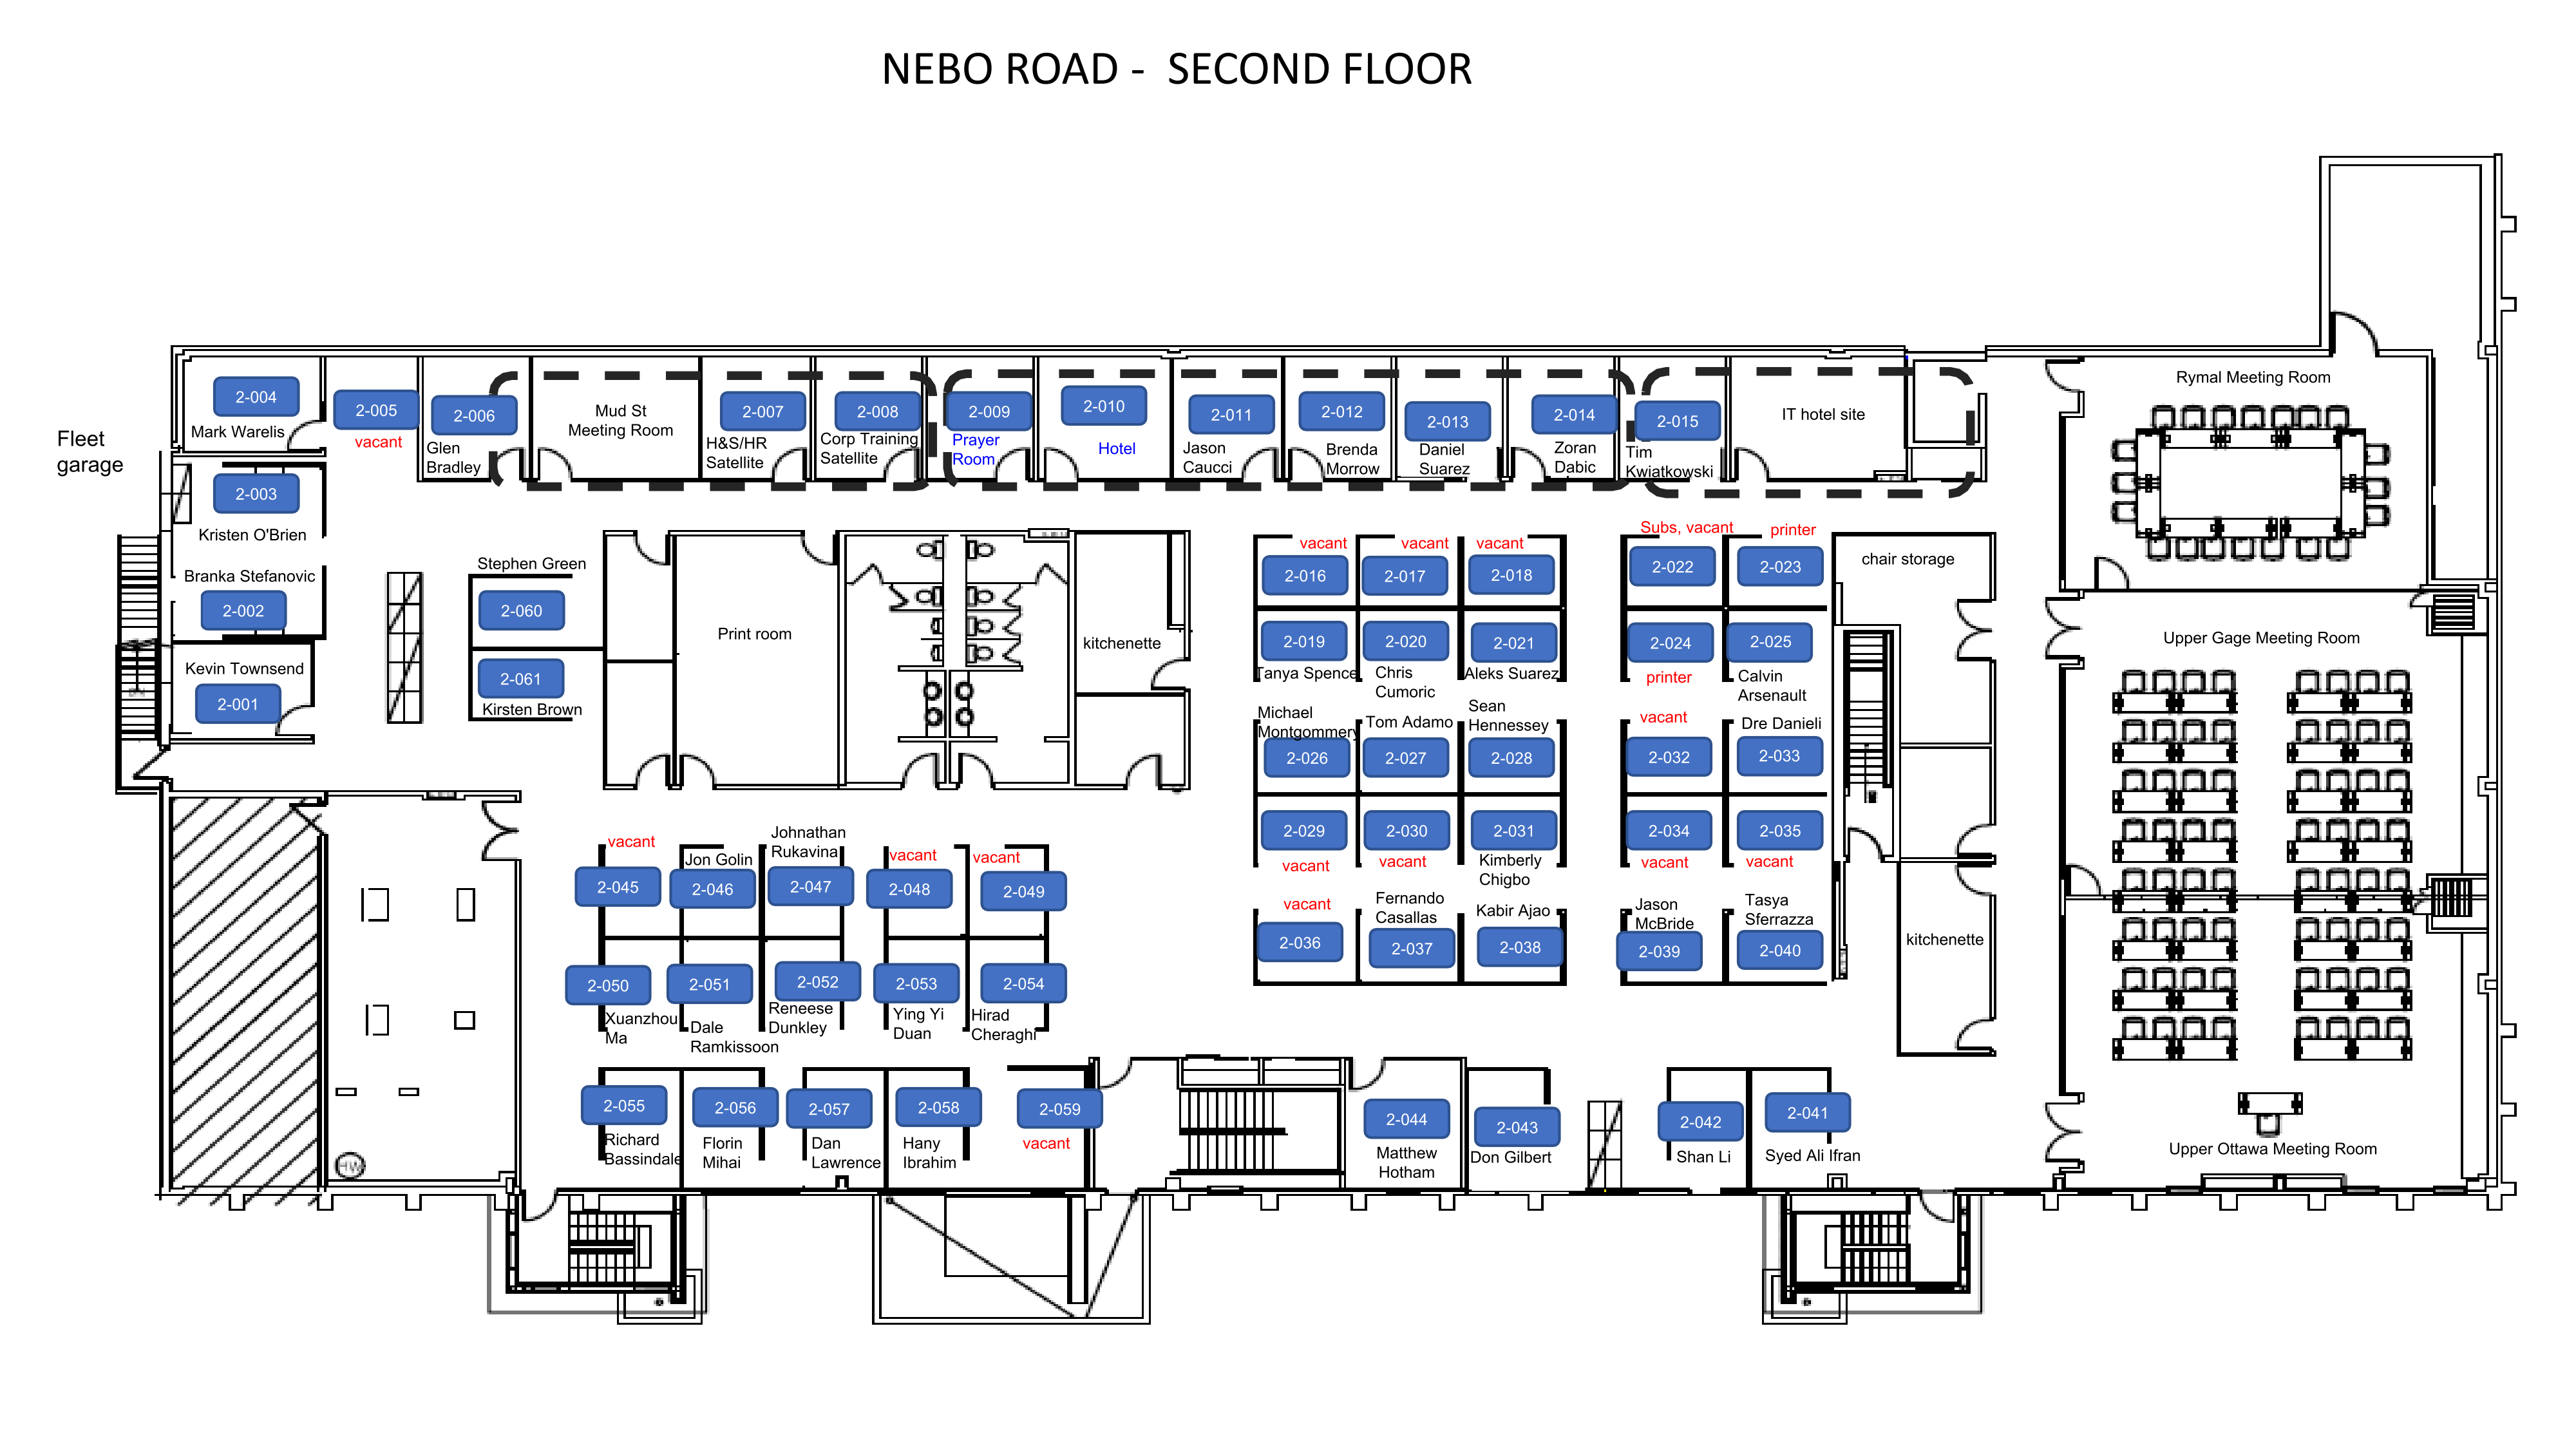 NEBO ROAD - SECOND FLOOR
Fleet
garage
2-004
Mark Warelis
2-005
vacant
2-006
Glen
Bradley
Mud St
Meeting Room
2-007
H&S/HR
Satellite
2-008
Corp Training
Satellite
2-009
Prayer
Room
2-010
Hotel
2-011
Jason
Caucci
2-012
Brenda
Morrow
2-013
Daniel
Suarez
2-014
Zoran
Dabic
2-015
Tim
Kwiatkowski
IT hotel site
Rymal Meeting Room
2-003
Kristen O'Brien
Branka Stefanovic
2-002
Kevin Townsend
2-001
Stephen Green
2-060
2-061
Kirsten Brown
Print room
kitchenette
vacant
2-016
vacant
2-017
vacant
2-018
Subs, vacant
2-022
printer
2-023
chair storage
2-019
Tanya Spence
2-020
Chris
Cumoric
2-021
Aleks Suarez
2-024
printer
2-025
Calvin
Arsenault
Upper Gage Meeting Room
Michael
Montgommery
2-026
Tom Adamo
2-027
Sean
Hennessey
2-028
vacant
2-032
Dre Danieli
2-033
2-029
vacant
2-030
vacant
2-031
Kimberly
Chigbo
2-034
vacant
2-035
vacant
vacant
2-036
Fernando
Casallas
2-037
Kabir Ajao
2-038
Jason
McBride
2-039
Tasya
Sferrazza
2-040
kitchenette
vacant
2-045
Jon Golin
2-046
Johnathan
Rukavina
2-047
vacant
2-048
vacant
2-049
2-050
Xuanzhou
Ma
2-051
Dale
Ramkissoon
2-052
Reneese
Dunkley
2-053
Ying Yi
Duan
2-054
Hirad
Cheraghi
2-055
Richard
Bassindale
2-056
Florin
Mihai
2-057
Dan
Lawrence
2-058
Hany
Ibrahim
2-059
vacant
2-044
Matthew
Hotham
2-043
Don Gilbert
2-042
Shan Li
2-041
Syed Ali Ifran
Upper Ottawa Meeting Room
HW